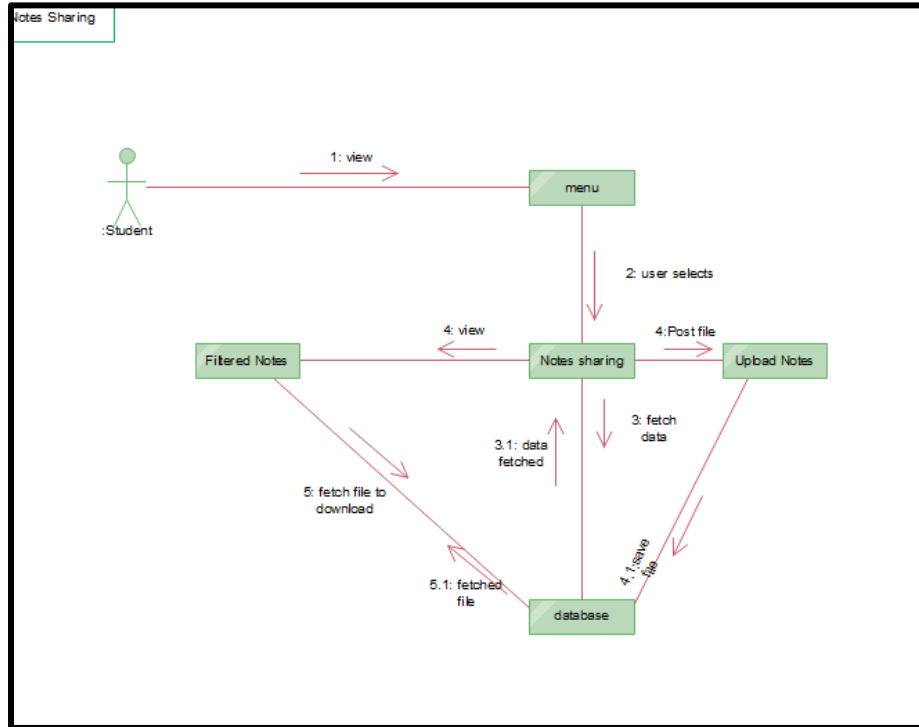 Notes Sharing
1: view
menu
:Student
2: user selects
4: view
4:Post file
Filtered Notes
Notes sharing
Upload Notes
3: fetch
data
3.1: data
fetched
5: fetch file to
download
4.1:save
file
5.1: fetched
file
database